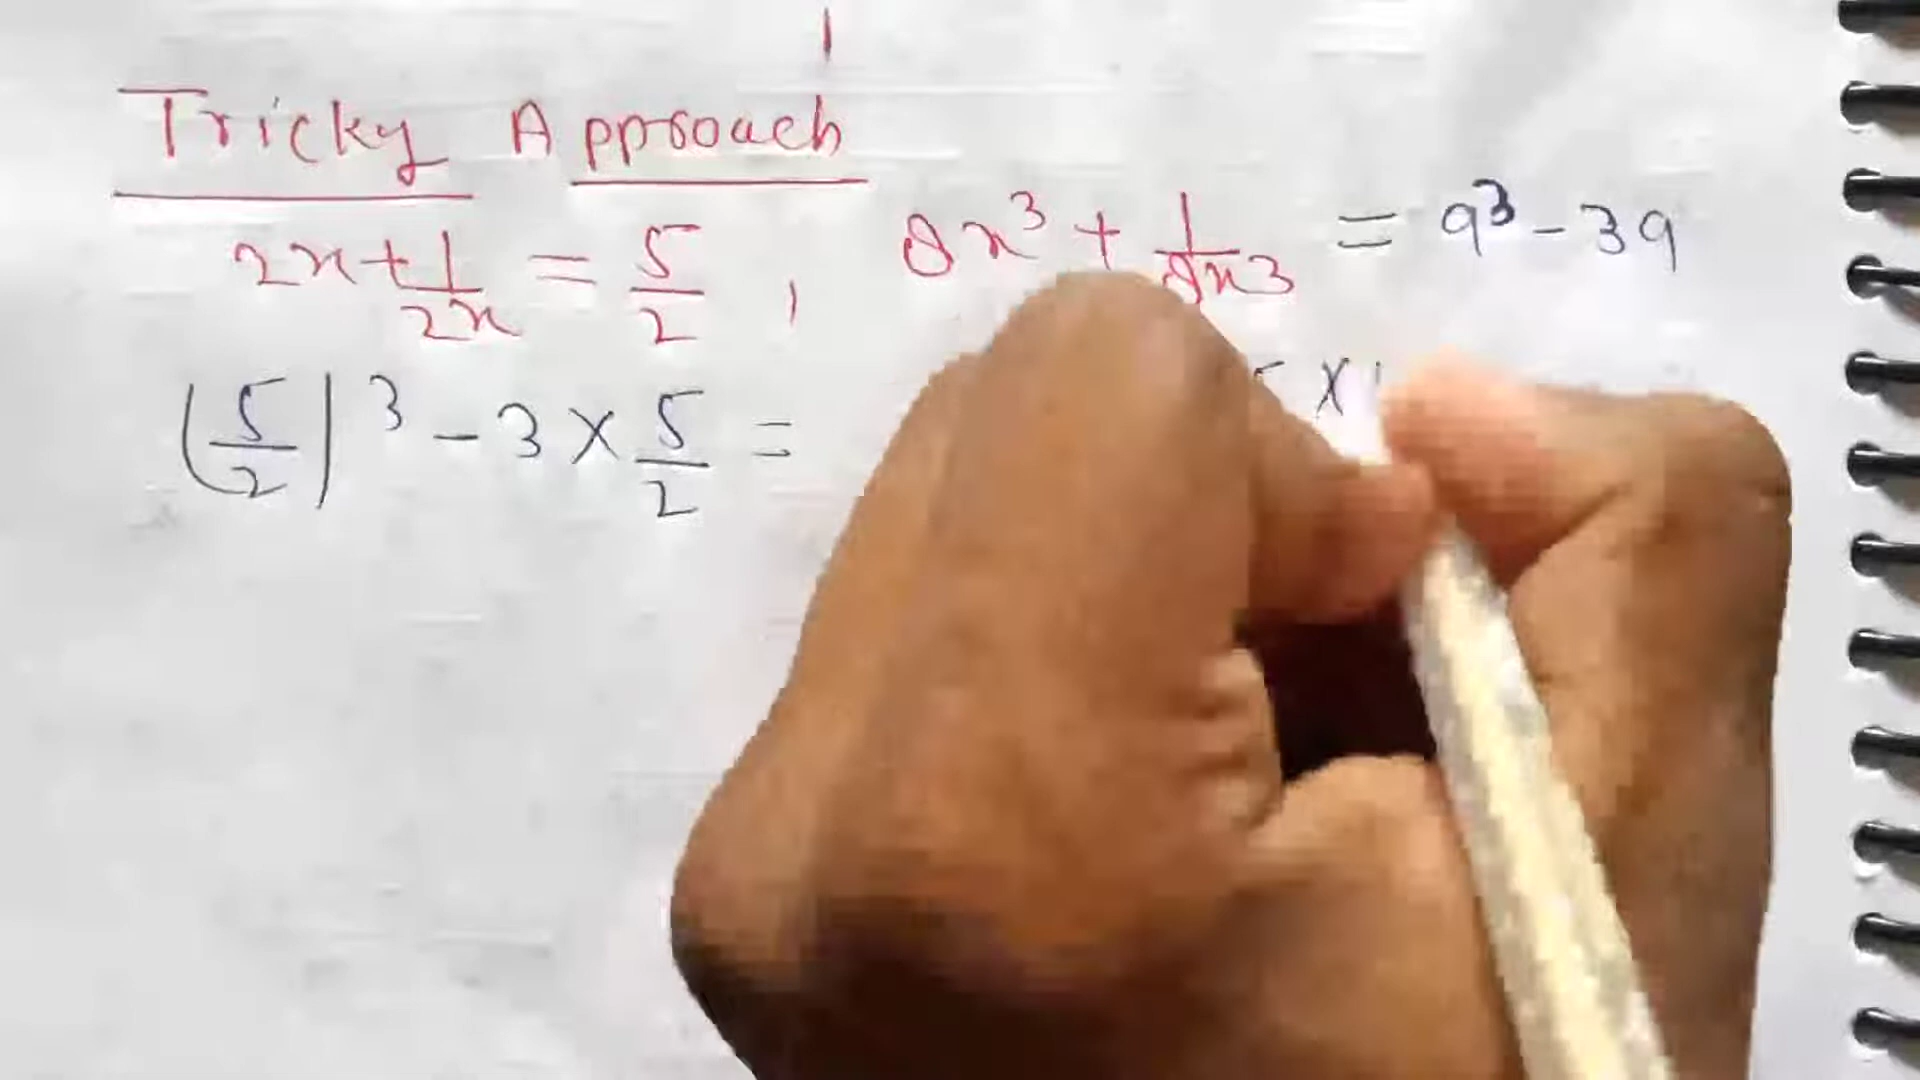 Tricky Approach
2x + 1/2x = 5/2 , 8x³ + 1/8x³ = a³ - 3a
(5/2)³ - 3 × 5/2 =